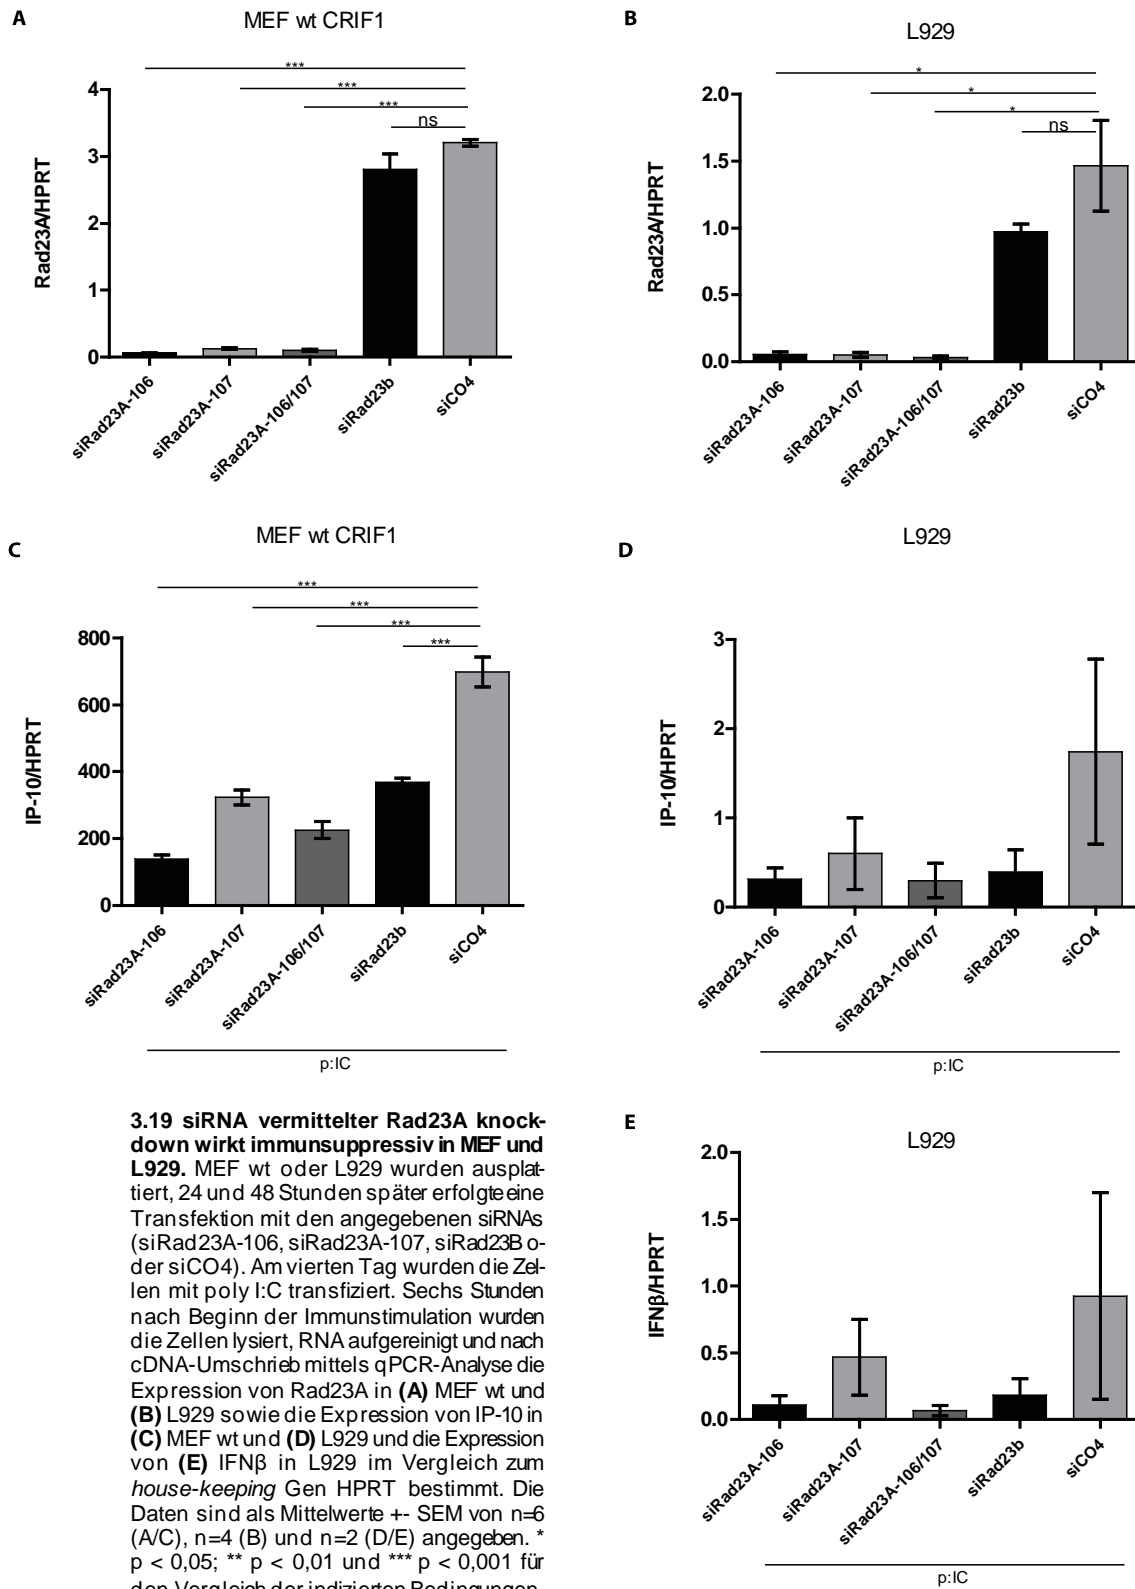 A
MEF wt CRIF1
***
***
***
ns
4
3
2
1
0
Rad23A/HPRT
siRad23A-106
siRad23A-107
siRad23A-106/107
siRad23b
siCO4
B
L929
*
*
*
ns
2.0
1.5
1.0
0.5
0.0
Rad23A/HPRT
siRad23A-106
siRad23A-107
siRad23A-106/107
siRad23b
siCO4
C
MEF wt CRIF1
***
***
***
***
800
600
400
200
0
IP-10/HPRT
siRad23A-106
siRad23A-107
siRad23A-106/107
siRad23b
siCO4
p:IC
D
L929
3
2
1
0
IP-10/HPRT
siRad23A-106
siRad23A-107
siRad23A-106/107
siRad23b
siCO4
p:IC
3.19 siRNA vermittelter Rad23A knock-
down wirkt immunsuppressiv in MEF und
L929. MEF wt oder L929 wurden ausplat-
tiert, 24 und 48 Stunden später erfolgte eine
Transfektion mit den angegebenen siRNAs
(siRad23A-106, siRad23A-107, siRad23B o-
der siCO4). Am vierten Tag wurden die Zel-
len mit poly I:C transfiziert. Sechs Stunden
nach Beginn der Immunstimulation wurden
die Zellen lysiert, RNA aufgereinigt und nach
cDNA-Umschrieb mittels qPCR-Analyse die
Expression von Rad23A in (A) MEF wt und
(B) L929 sowie die Expression von IP-10 in
(C) MEF wt und (D) L929 und die Expression
von (E) IFNβ in L929 im Vergleich zum
house-keeping Gen HPRT bestimmt. Die
Daten sind als Mittelwerte +- SEM von n=6
(A/C), n=4 (B) und n=2 (D/E) angegeben. *
p < 0,05; ** p < 0,01 und *** p < 0,001 für
den Vergleich der indizierten Bedingungen
E
L929
2.0
1.5
1.0
0.5
0.0
IFNβ/HPRT
siRad23A-106
siRad23A-107
siRad23A-106/107
siRad23b
siCO4
p:IC